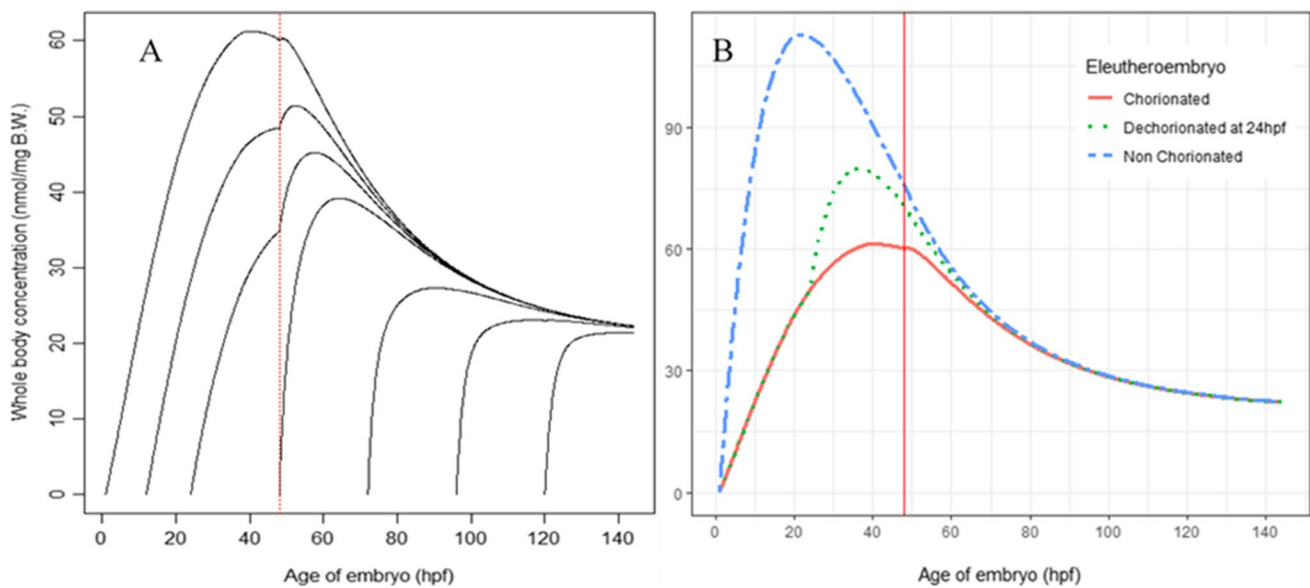 A
Whole body concentration (nmol/mg B.W.)
60
50
40
30
20
10
0
0 20 40 60 80 100 120 140
Age of embryo (hpf)
B
Eleutheroembryo
Chorionated
Dechorionated at 24hpf
Non Chorionated
90
60
30
0
0 20 40 60 80 100 120 140
Age of embryo (hpf)